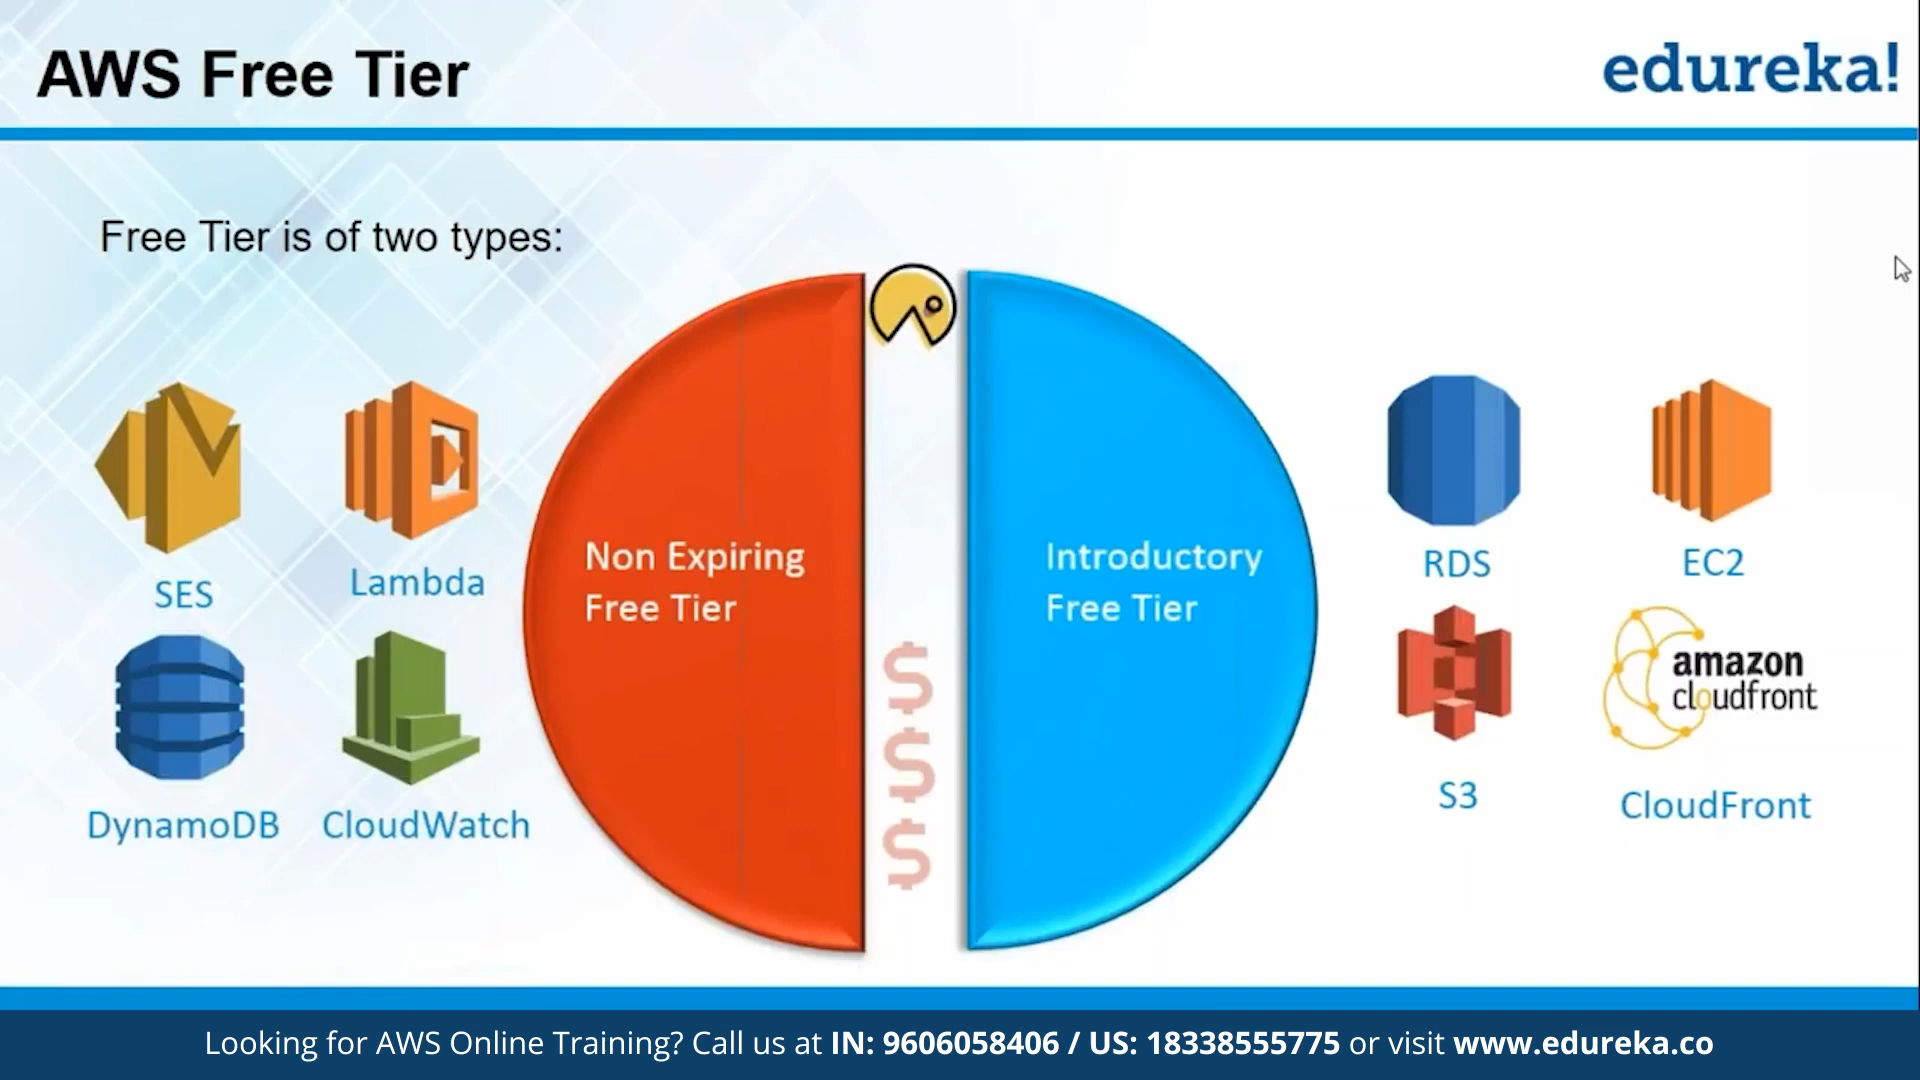 AWS Free Tier
edureka!
Free Tier is of two types:
SES
Lambda
DynamoDB
CloudWatch
Non Expiring
Free Tier
$
$
$
Introductory
Free Tier
RDS
EC2
S3
amazon
cloudfront
CloudFront
Looking for AWS Online Training? Call us at IN: 9606058406 / US: 18338555775 or visit www.edureka.co